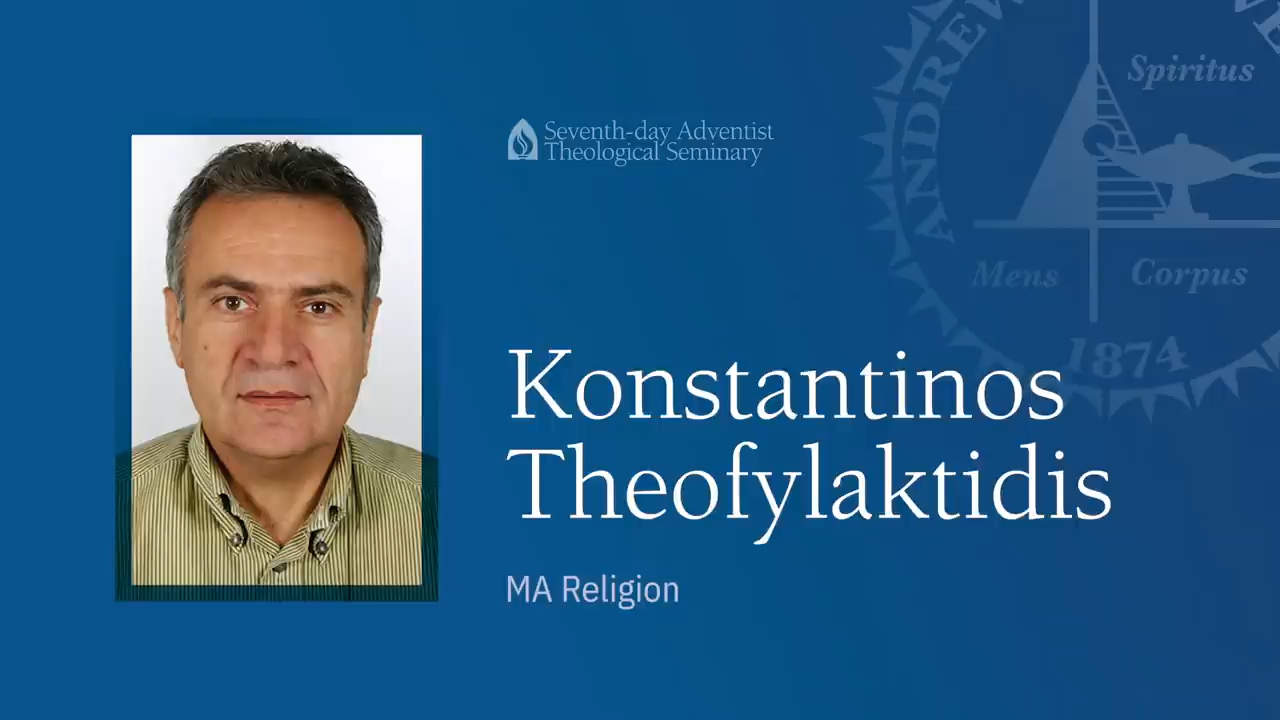 Seventh-day Adventist
Theological Seminary
Konstantinos
Theofylaktidis
MA Religion
Spiritus
Mens
Corpus
1874